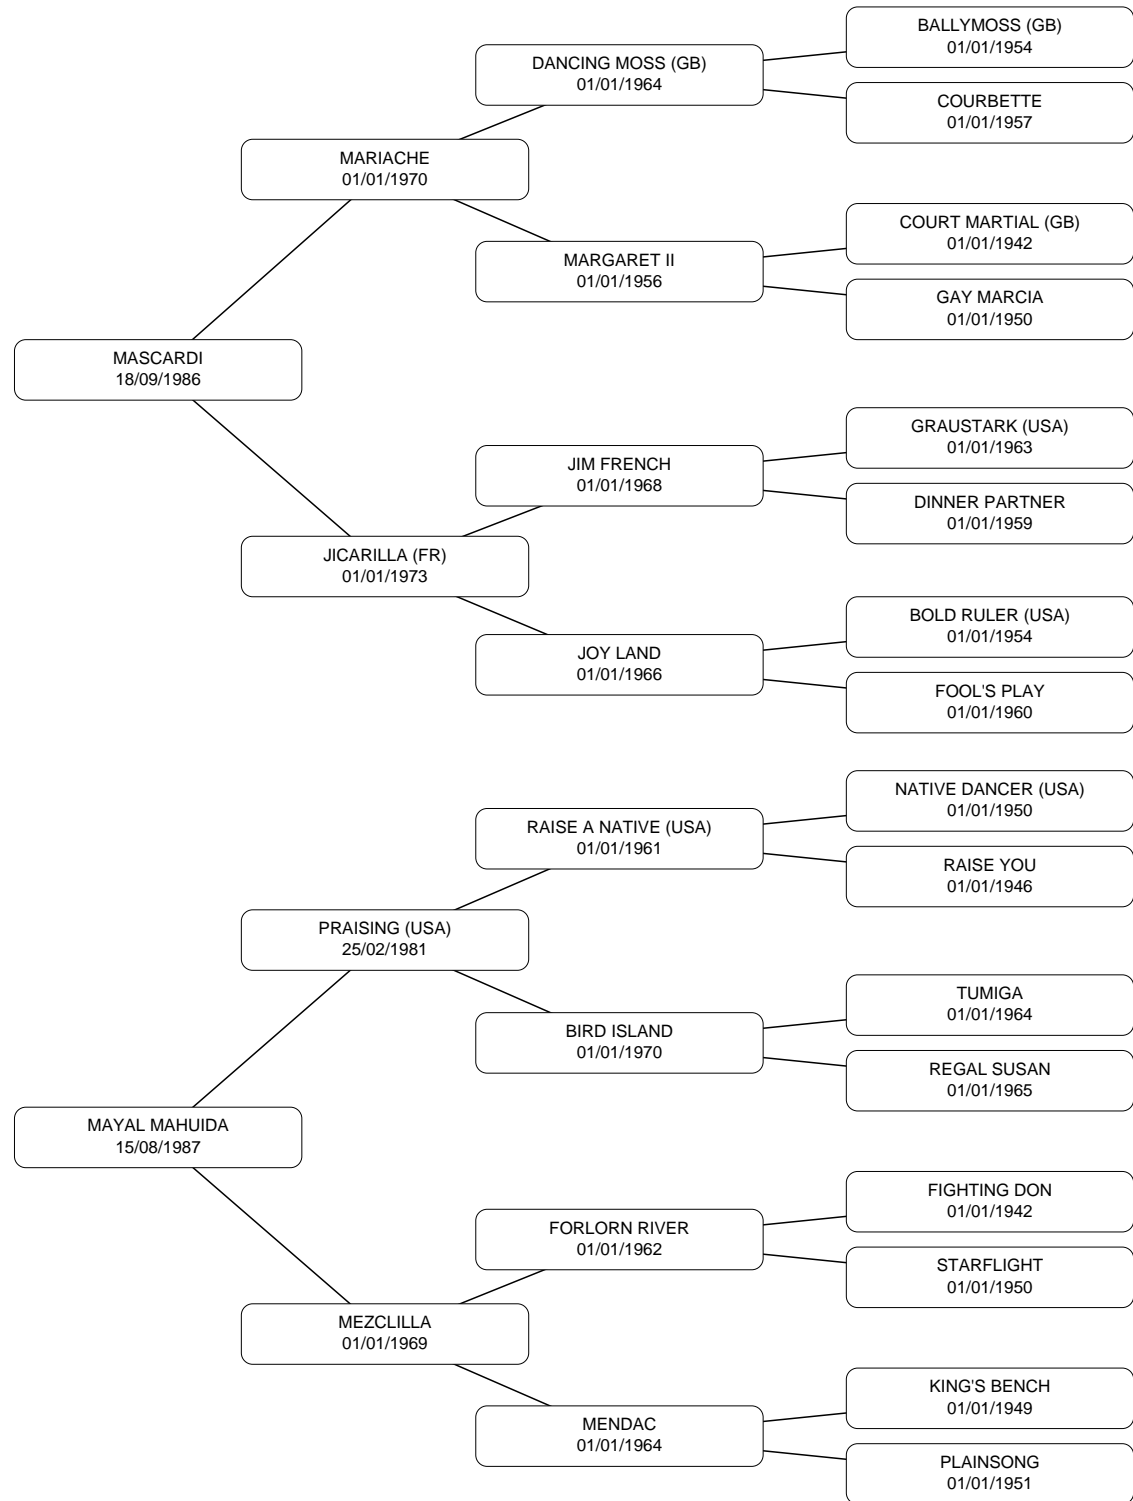 BALLYMOSS (GB)
01/01/1954
DANCING MOSS (GB)
01/01/1964
COURBETTE
01/01/1957
MARIACHE
01/01/1970
COURT MARTIAL (GB)
01/01/1942
MARGARET II
01/01/1956
GAY MARCIA
01/01/1950
MASCARDI
18/09/1986
GRAUSTARK (USA)
01/01/1963
JIM FRENCH
01/01/1968
DINNER PARTNER
01/01/1959
JICARILLA (FR)
01/01/1973
BOLD RULER (USA)
01/01/1954
JOY LAND
01/01/1966
FOOL'S PLAY
01/01/1960
NATIVE DANCER (USA)
01/01/1950
RAISE A NATIVE (USA)
01/01/1961
RAISE YOU
01/01/1946
PRAISING (USA)
25/02/1981
TUMIGA
01/01/1964
BIRD ISLAND
01/01/1970
REGAL SUSAN
01/01/1965
MAYAL MAHUIDA
15/08/1987
FIGHTING DON
01/01/1942
FORLORN RIVER
01/01/1962
STARFLIGHT
01/01/1950
MEZCLILLA
01/01/1969
KING'S BENCH
01/01/1949
MENDAC
01/01/1964
PLAINSONG
01/01/1951